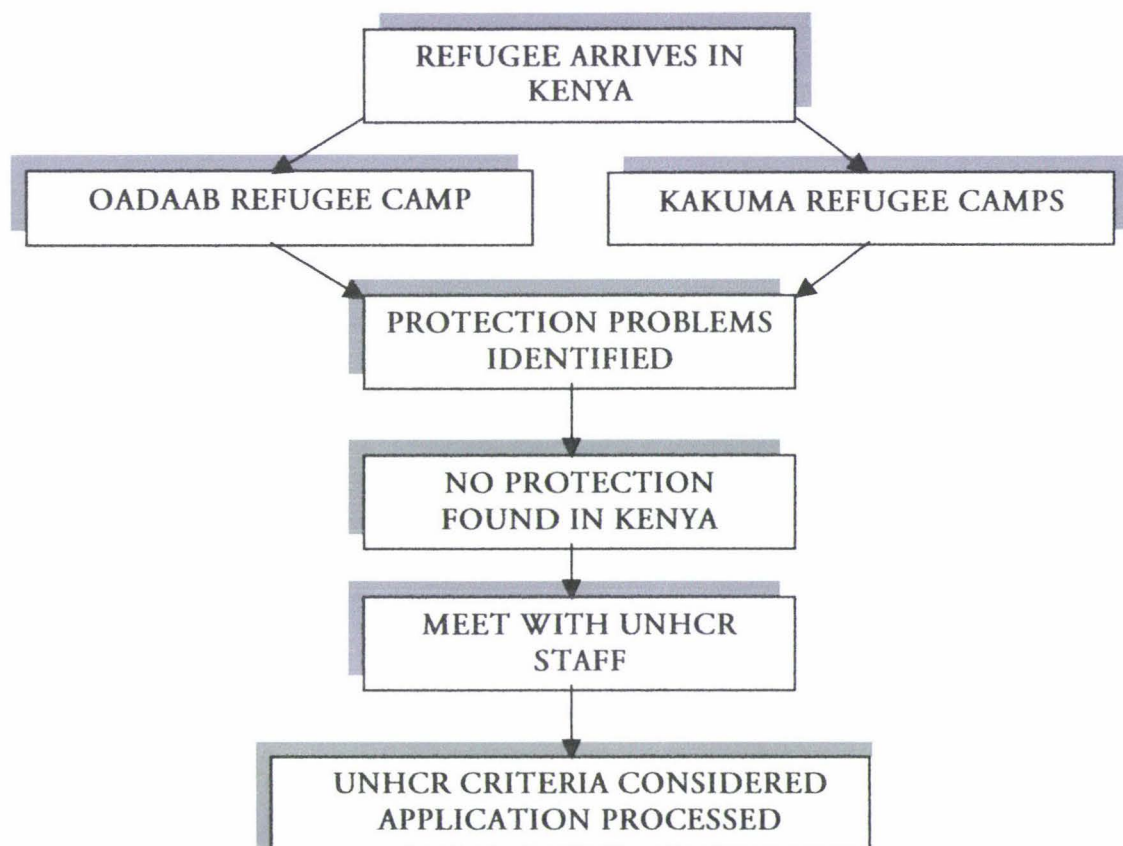 REFUGEE ARRIVES IN
KENYA
OADAAB REFUGEE CAMP
KAKUMA REFUGEE CAMPS
PROTECTION PROBLEMS
IDENTIFIED
NO PROTECTION
FOUND IN KENYA
MEET WITH UNHCR
STAFF
UNHCR CRITERIA CONSIDERED
APPLICATION PROCESSED